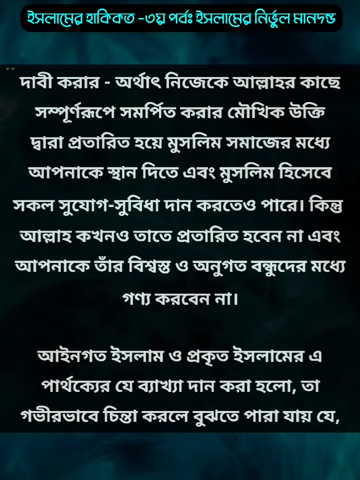 ইসলামের হাকিকত -৩য় পর্বঃ ইসলামের নির্ভুল মানদন্ড
দাবী করার - অর্থাৎ নিজেকে আল্লাহর কাছে
সম্পূর্ণরূপে সমর্পিত করার মৌখিক উক্তি
দ্বারা প্রতারিত হয়ে মুসলিম সমাজের মধ্যে
আপনাকে স্থান দিতে এবং মুসলিম হিসেবে
সকল সুযোগ-সুবিধা দান করতেও পারে। কিন্তু
আল্লাহ কখনও তাতে প্রতারিত হবেন না এবং
আপনাকে তাঁর বিশ্বস্ত ও অনুগত বন্ধুদের মধ্যে
গণ্য করবেন না।
আইনগত ইসলাম ও প্রকৃত ইসলামের এ
পার্থক্যের যে ব্যাখ্যা দান করা হলো, তা
গভীরভাবে চিন্তা করলে বুঝতে পারা যায় যে,